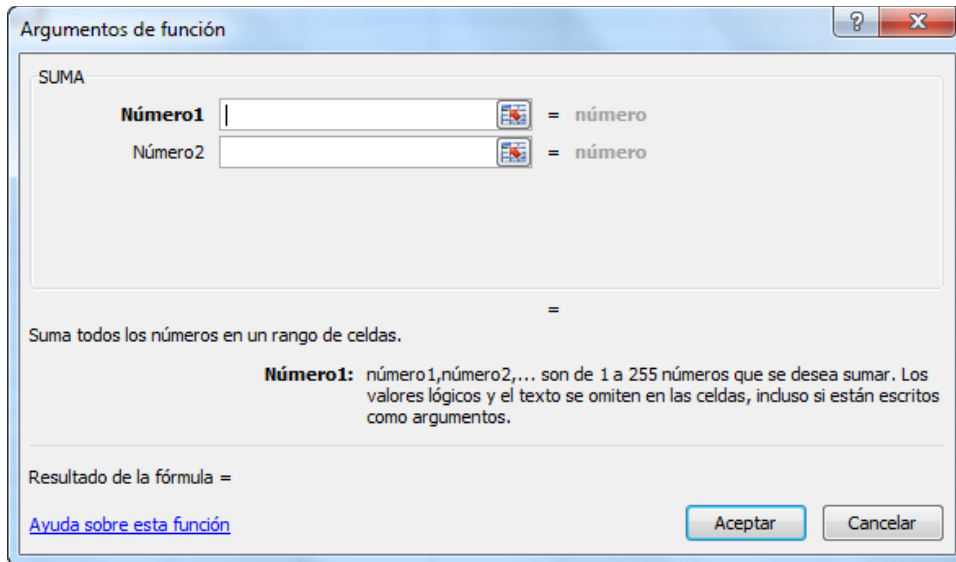 Argumentos de función
SUMA
Número1 = número
Número2 = número
=
Suma todos los números en un rango de celdas.
Número1: número1,número2,... son de 1 a 255 números que se desea sumar. Los
valores lógicos y el texto se omiten en las celdas, incluso si están escritos
como argumentos.
Resultado de la fórmula =
Ayuda sobre esta función
Aceptar Cancelar